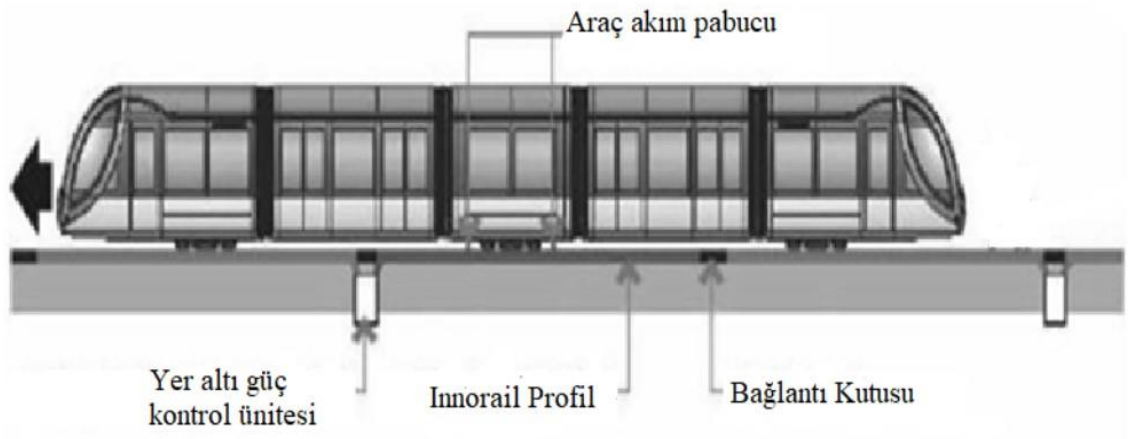 Araç akım pabucu
Yer altı güç
kontrol ünitesi
Innorail Profil
Bağlantı Kutusu